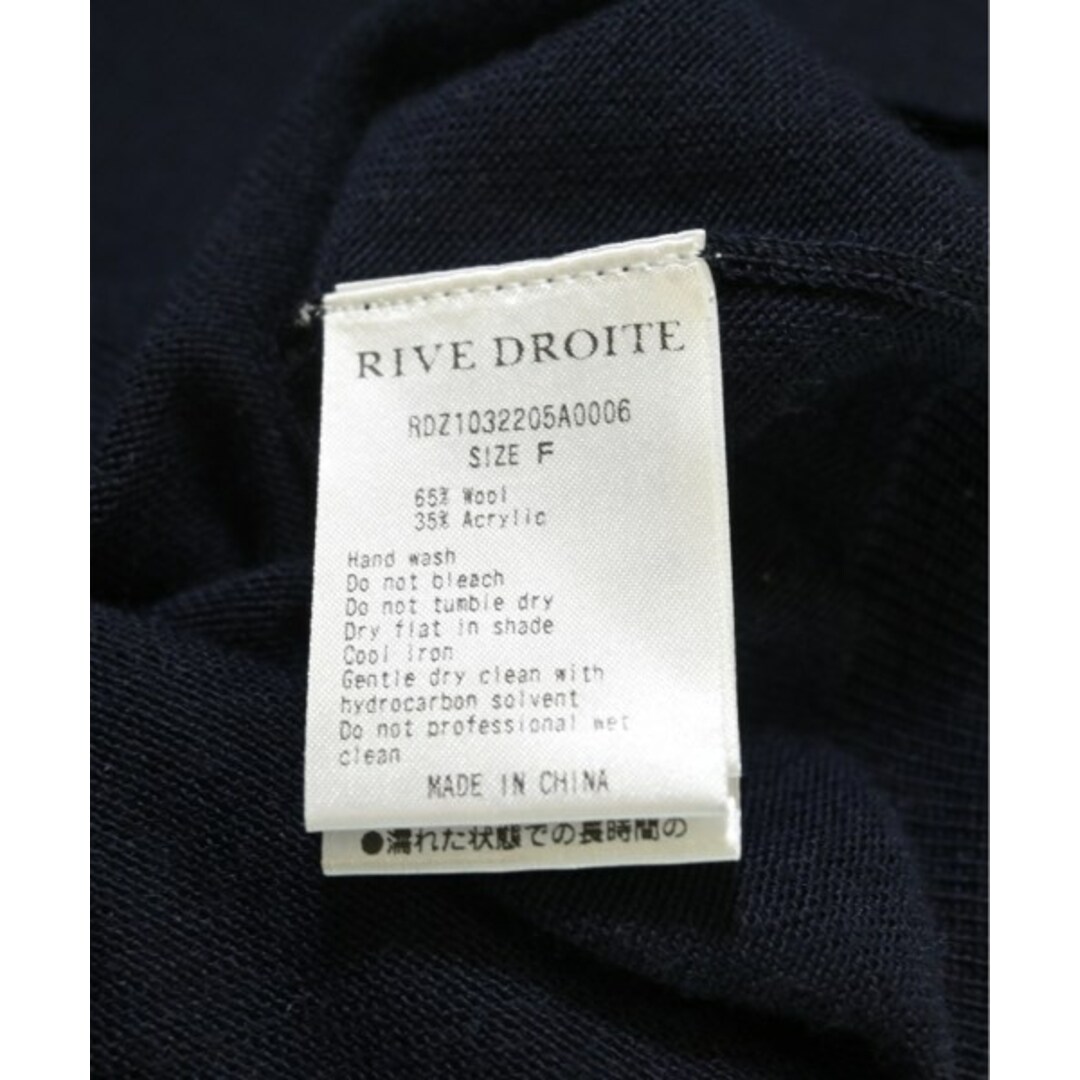 RIVE DROITE
RDZ1032205A0006
SIZE F
65% Wool
35% Acrylic
Hand wash
Do not bleach
Do not tumble dry
Dry flat in shade
Cool iron
Gentle dry clean with
hydrocarbon solvent
Do not professional wet
clean
MADE IN CHINA
●濡れた状態での長時間の